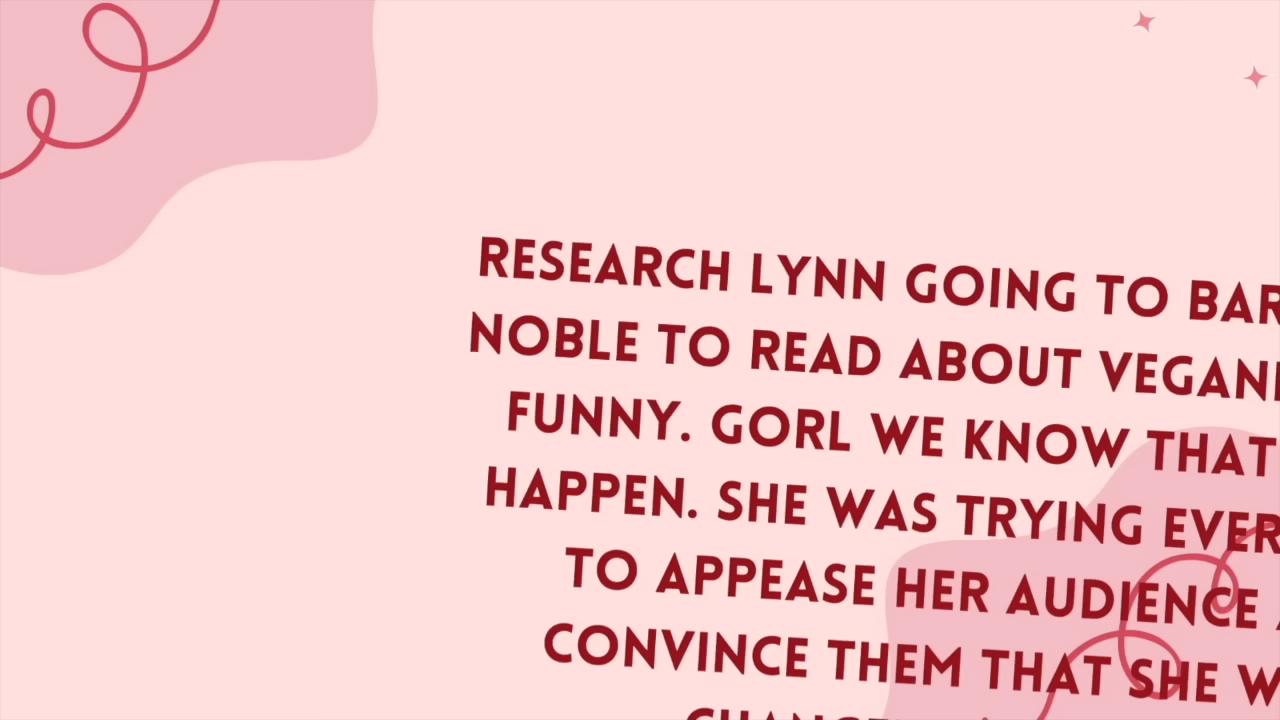 RESEARCH LYNN GOING TO BAR
NOBLE TO READ ABOUT VEGAN
FUNNY. GORL WE KNOW THAT
HAPPEN. SHE WAS TRYING EVER
TO APPEASE HER AUDIENCE
CONVINCE THEM THAT SHE W